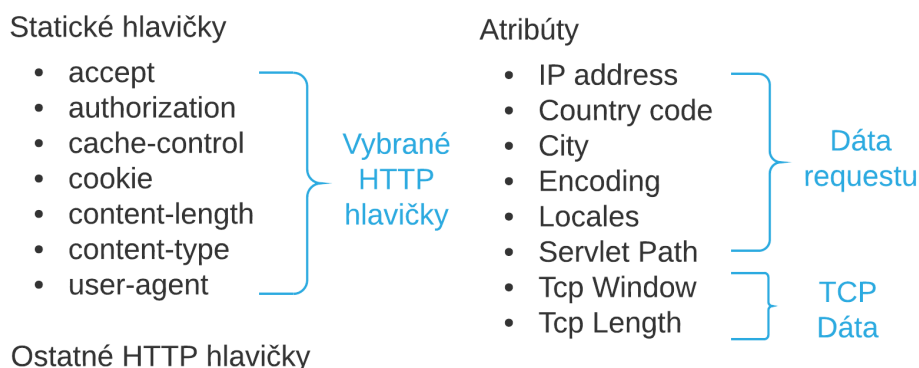 Statické hlavičky
• accept
• authorization
• cache-control
• cookie
• content-length
• content-type
• user-agent
Vybrané
HTTP
hlavičky
Ostatné HTTP hlavičky
Atribúty
• IP address
• Country code
• City
• Encoding
• Locales
• Servlet Path
• Tcp Window
• Tcp Length
Dáta
requestu
TCP
Dáta